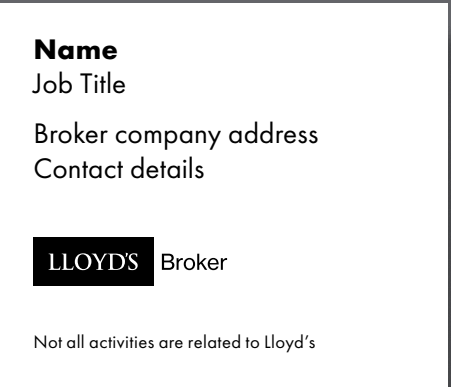 Name
Job Title
Broker company address
Contact details
LLOYD'S Broker
Not all activities are related to Lloyd's